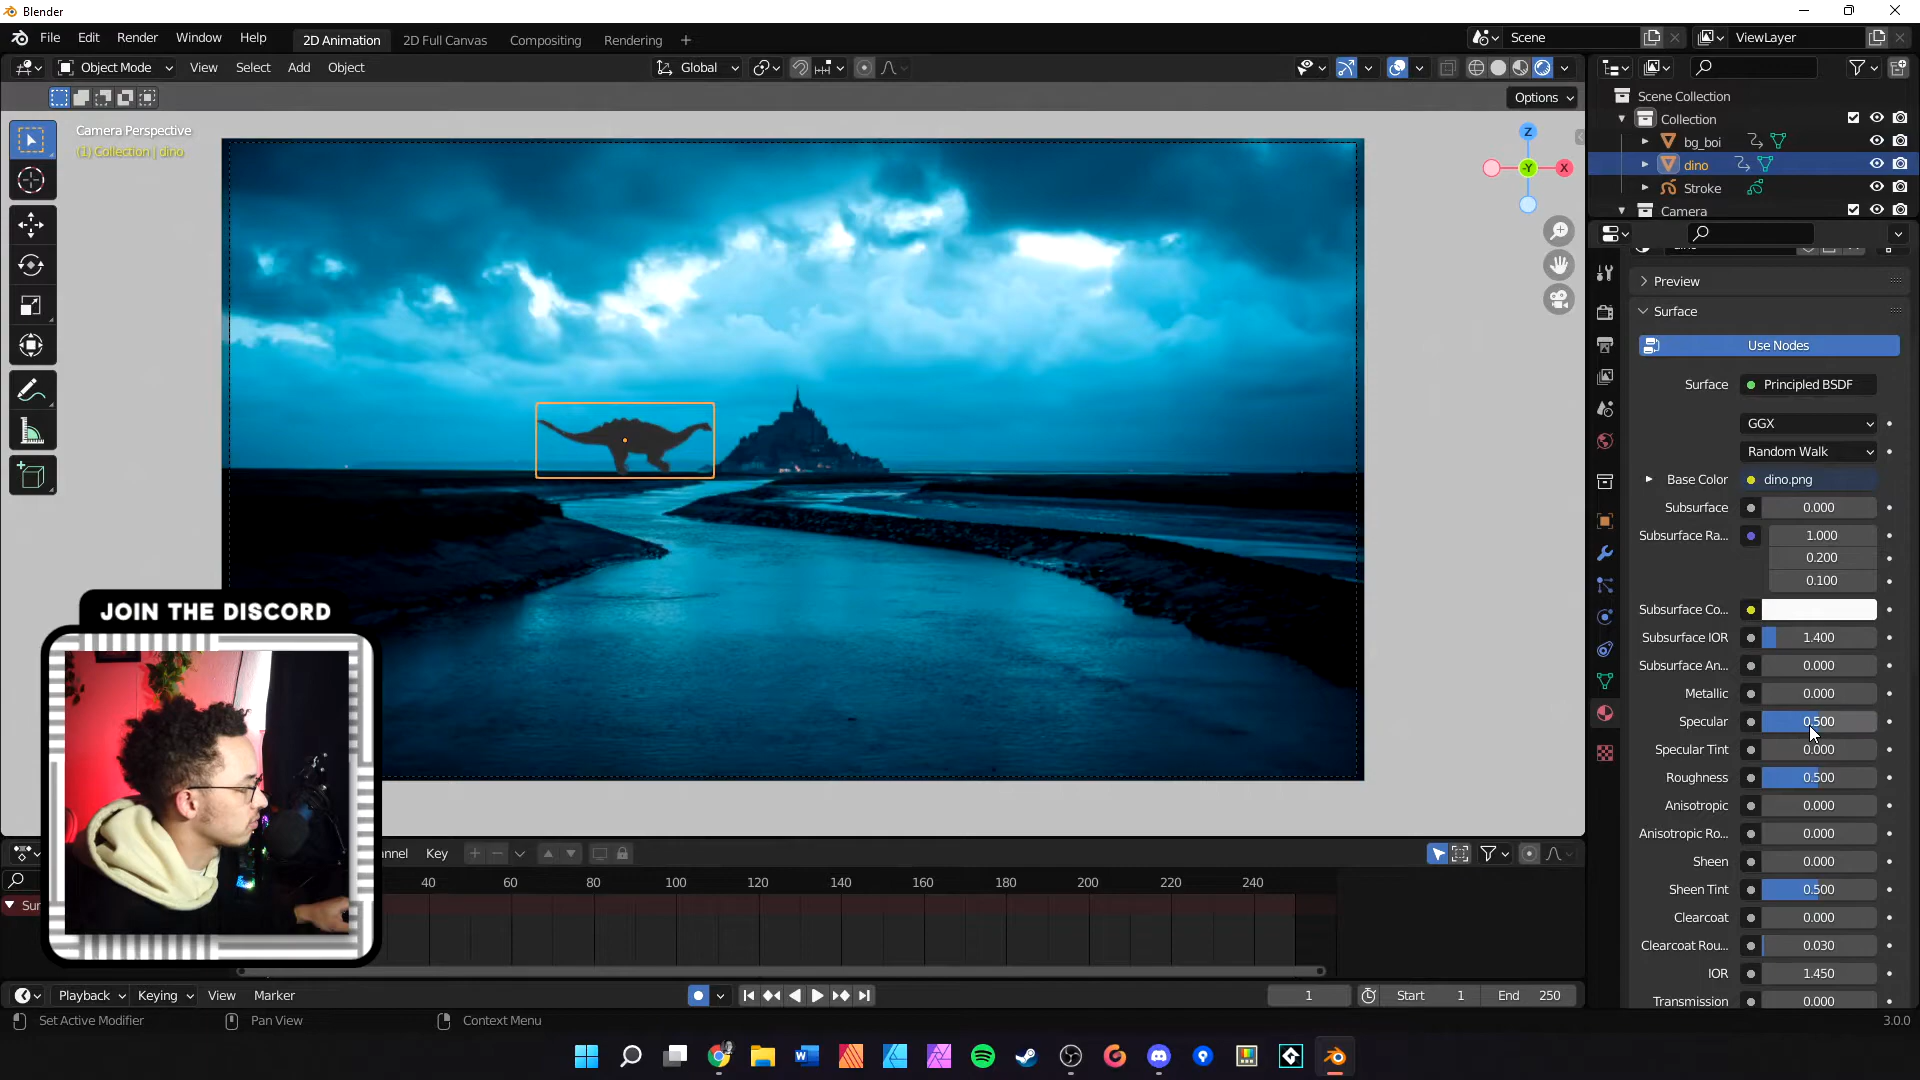 Blender
File Edit Render Window Help 2D Animation 2D Full Canvas Compositing Rendering + Scene ViewLayer
Object Mode View Select Add Object Global
Options
Camera Perspective
(1) Collection | dino
Z
-Y
X
Scene Collection
Collection
bg_boi
dino
Stroke
Camera
Preview
Surface
Use Nodes
Surface Principled BSDF
GGX
Random Walk
Base Color dino.png
Subsurface 0.000
Subsurface Ra... 1.000
0.200
0.100
Subsurface Co...
Subsurface IOR 1.400
Subsurface An... 0.000
Metallic 0.000
Specular 0.500
Specular Tint 0.000
Roughness 0.500
Anisotropic 0.000
Anisotropic Ro... 0.000
Sheen 0.000
Sheen Tint 0.500
Clearcoat 0.000
Clearcoat Rou... 0.030
IOR 1.450
Transmission 0.000
JOIN THE DISCORD
annel Key
40 60 80 100 120 140 160 180 200 220 240
Sur
Playback Keying View Marker 1 Start 1 End 250
Set Active Modifier Pan View Context Menu 3.0.0